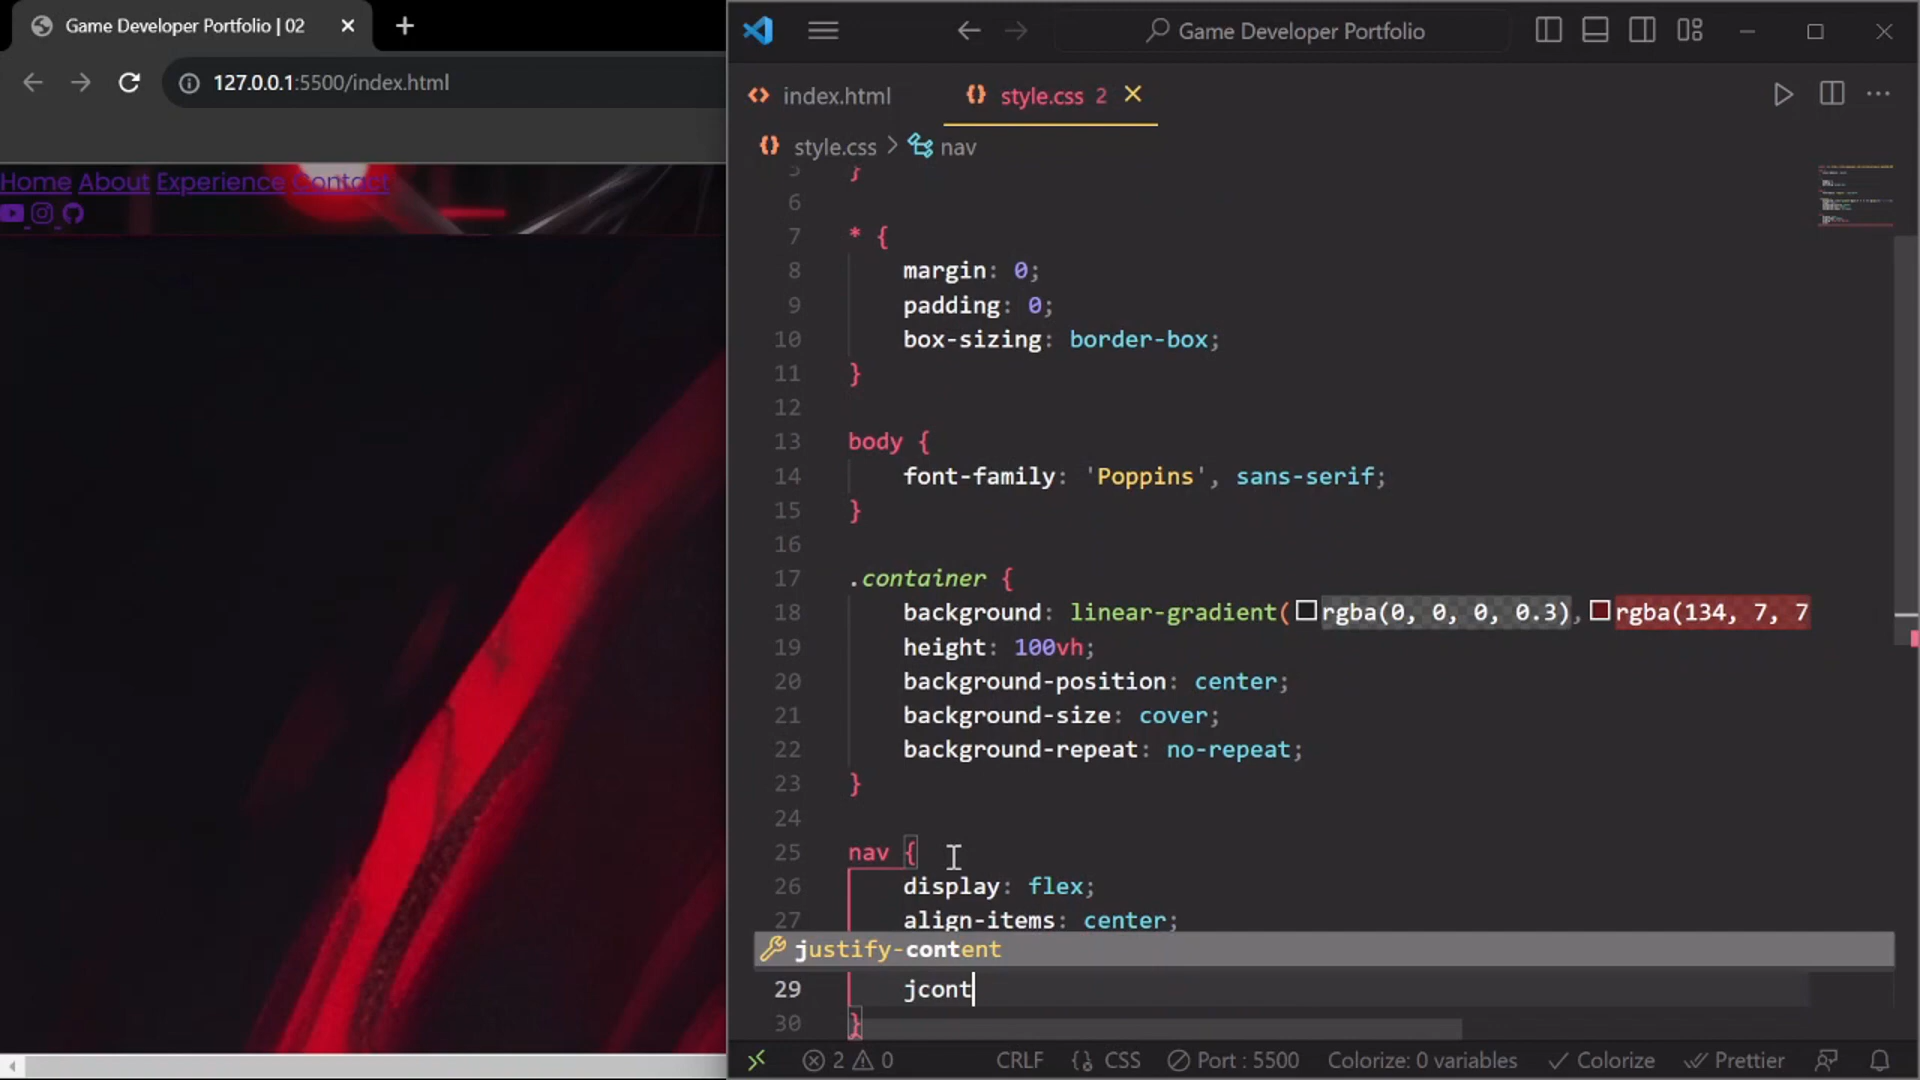 Game Developer Portfolio | 02
127.0.0.1:5500/index.html
Home About Experience Contact
Game Developer Portfolio
index.html
style.css 2
style.css > nav
5 }
6
7 * {
8 margin: 0;
9 padding: 0;
10 box-sizing: border-box;
11 }
12
13 body {
14 font-family: 'Poppins', sans-serif;
15 }
16
17 .container {
18 background: linear-gradient(rgba(0, 0, 0, 0.3), rgba(134, 7, 7
19 height: 100vh;
20 background-position: center;
21 background-size: cover;
22 background-repeat: no-repeat;
23 }
24
25 nav {
26 display: flex;
27 align-items: center;
justify-content
29 jcont
30 }
2 0 CRLF {} CSS Port : 5500 Colorize: 0 variables Colorize Prettier